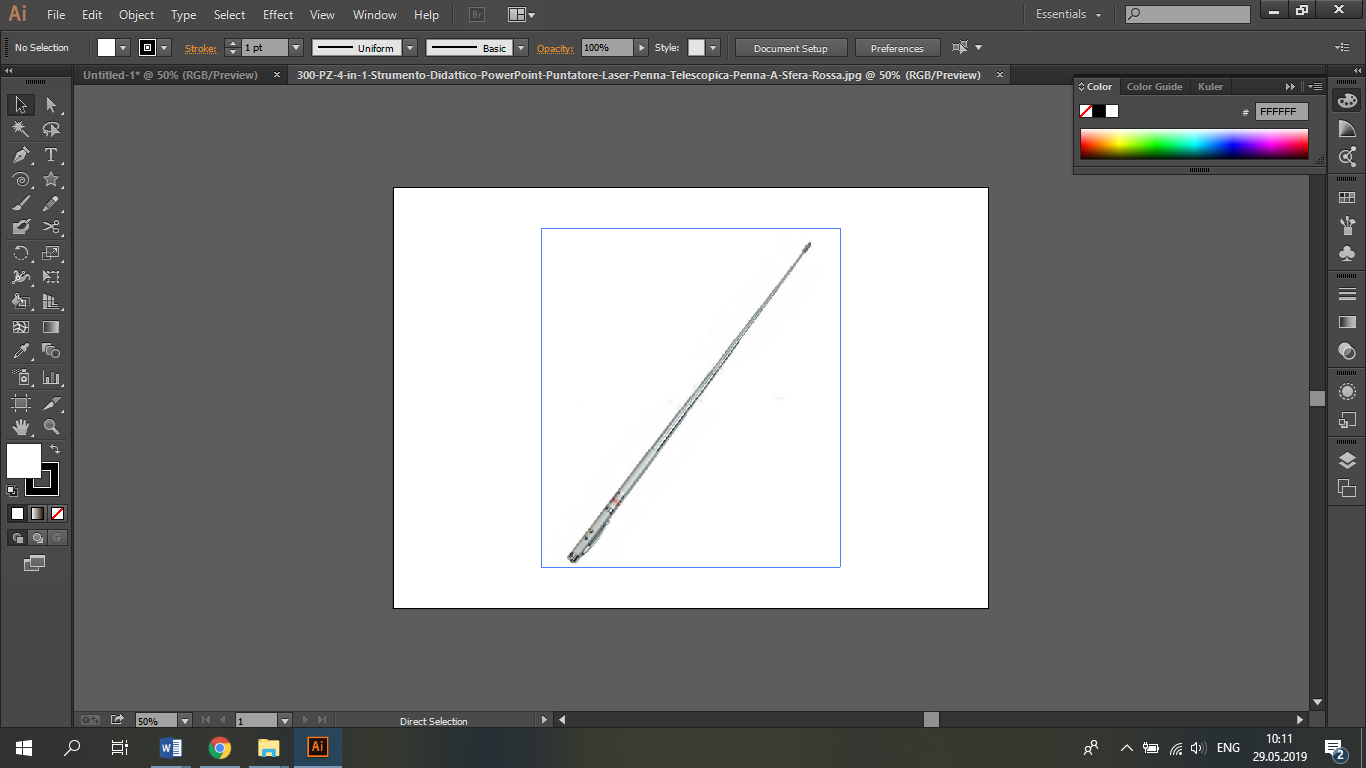 Ai File Edit Object Type Select Effect View Window Help Br Essentials
No Selection Stroke: 1 pt Uniform Basic Opacity: 100% Style: Document Setup Preferences
Untitled-1* @ 50% (RGB/Preview) × 300-PZ-4-in-1-Strumento-Didattico-PowerPoint-Puntatore-Laser-Penna-Telescopica-Penna-A-Sfera-Rossa.jpg @ 50% (RGB/Preview) ×
Color Color Guide Kuler
# FFFFFF
T
50% 1 Direct Selection
W Ai ENG 10:11
29.05.2019 2